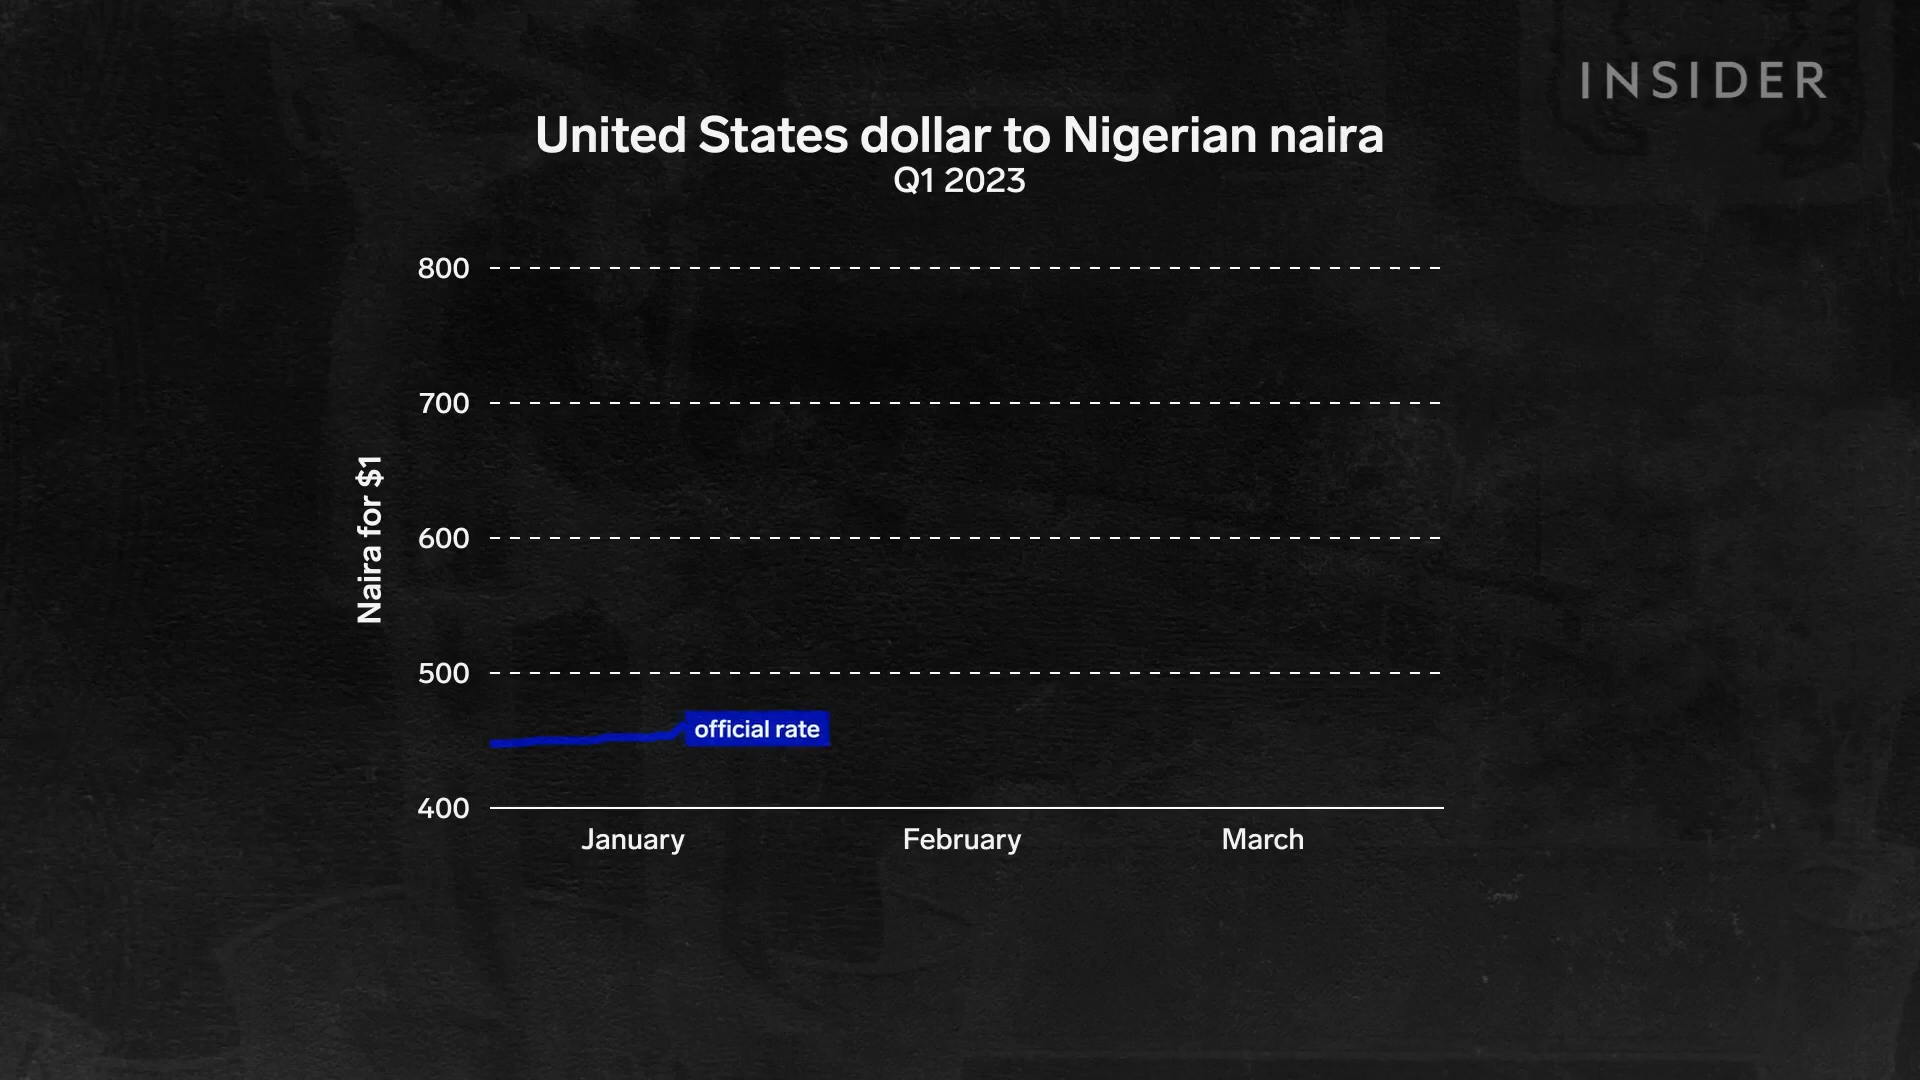 INSIDER
United States dollar to Nigerian naira
Q1 2023
Naira for $1
800
700
600
500
official rate
400
January February March